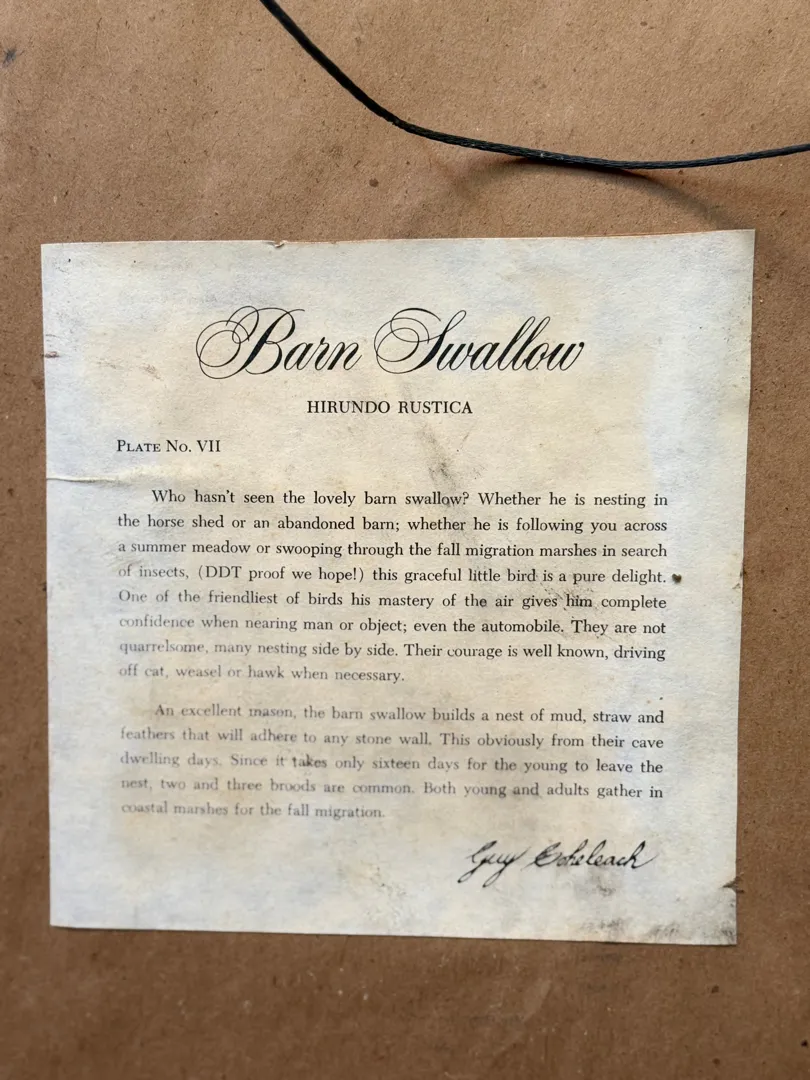 Barn Swallow
HIRUNDO RUSTICA
PLATE No. VII
Who hasn't seen the lovely barn swallow? Whether he is nesting in
the horse shed or an abandoned barn; whether he is following you across
a summer meadow or swooping through the fall migration marshes in search
of insects, (DDT proof we hope!) this graceful little bird is a pure delight.
One of the friendliest of birds his mastery of the air gives him complete
confidence when nearing man or object; even the automobile. They are not
quarrelsome, many nesting side by side. Their courage is well known, driving
off cat, weasel or hawk when necessary.
An excellent mason, the barn swallow builds a nest of mud, straw and
feathers that will adhere to any stone wall. This obviously from their cave
dwelling days. Since it takes only sixteen days for the young to leave the
nest, two and three broods are common. Both young and adults gather in
coastal marshes for the fall migration.
Guy